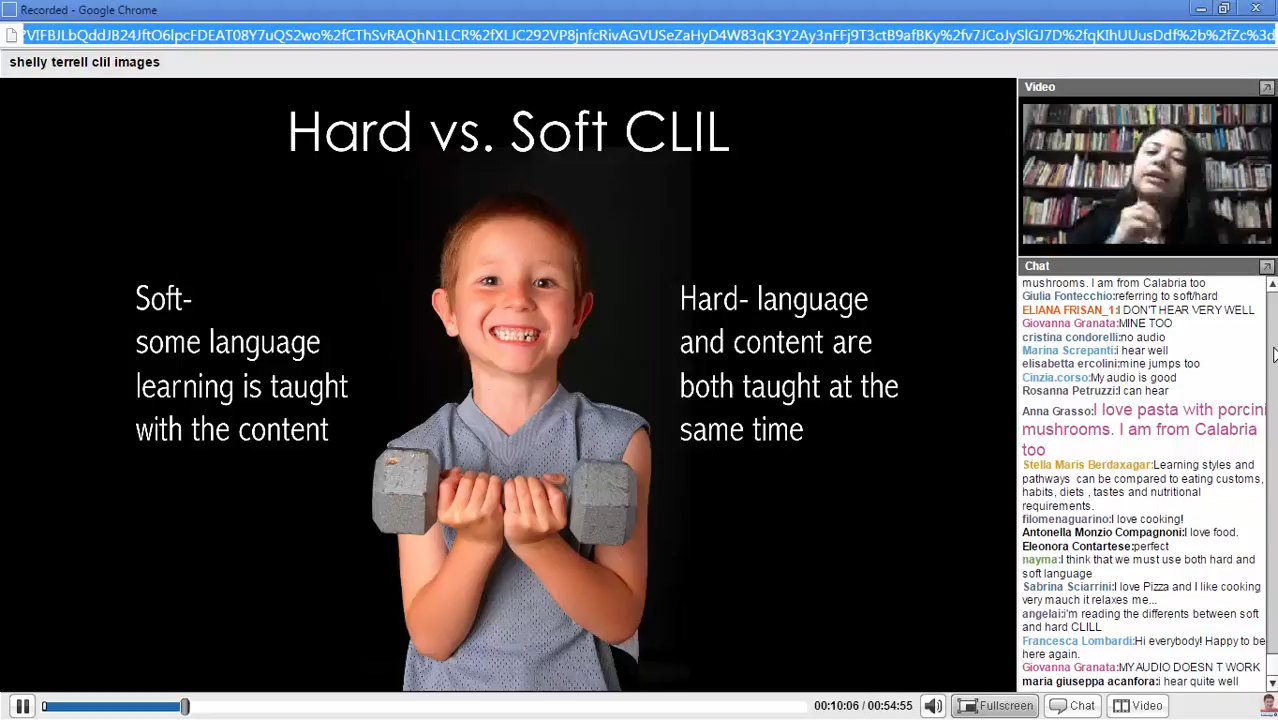 Recorded - Google Chrome
shelly terrell clil images
Hard vs. Soft CLIL
Soft-
some language
learning is taught
with the content
Hard- language
and content are
both taught at the
same time
Video
Chat
mushrooms. I am from Calabria too
Giulia Fontecchio:referring to soft/hard
ELIANA FRISAN_1:I DON'T HEAR VERY WELL
Giovanna Granata:MINE TOO
cristina condorelli:no audio
Marina Screpanti:i hear well
elisabetta ercolini:mine jumps too
Cinzia.corso:My audio is good
Rosanna Petruzzi:I can hear
Anna Grasso:I love pasta with porcini
mushrooms. I am from Calabria
too
Stella Maris Berdaxagar:Learning styles and
pathways can be compared to eating customs,
habits, diets , tastes and nutritional
requirements.
filomenaguarino:I love cooking!
Antonella Monzio Compagnoni:I love food.
Eleonora Contartese:perfect
nayma:I think that we must use both hard and
soft language
Sabrina Sciarrini:I love Pizza and I like cooking
very mauch it relaxes me...
angelai:i'm reading the differents between soft
and hard CLILL
Francesca Lombardi:Hi everybody! Happy to be
here again.
Giovanna Granata:MY AUDIO DOESN T WORK
maria giuseppe acanfora:i hear quite well
00:10:06 / 00:54:55
Fullscreen
Chat
Video